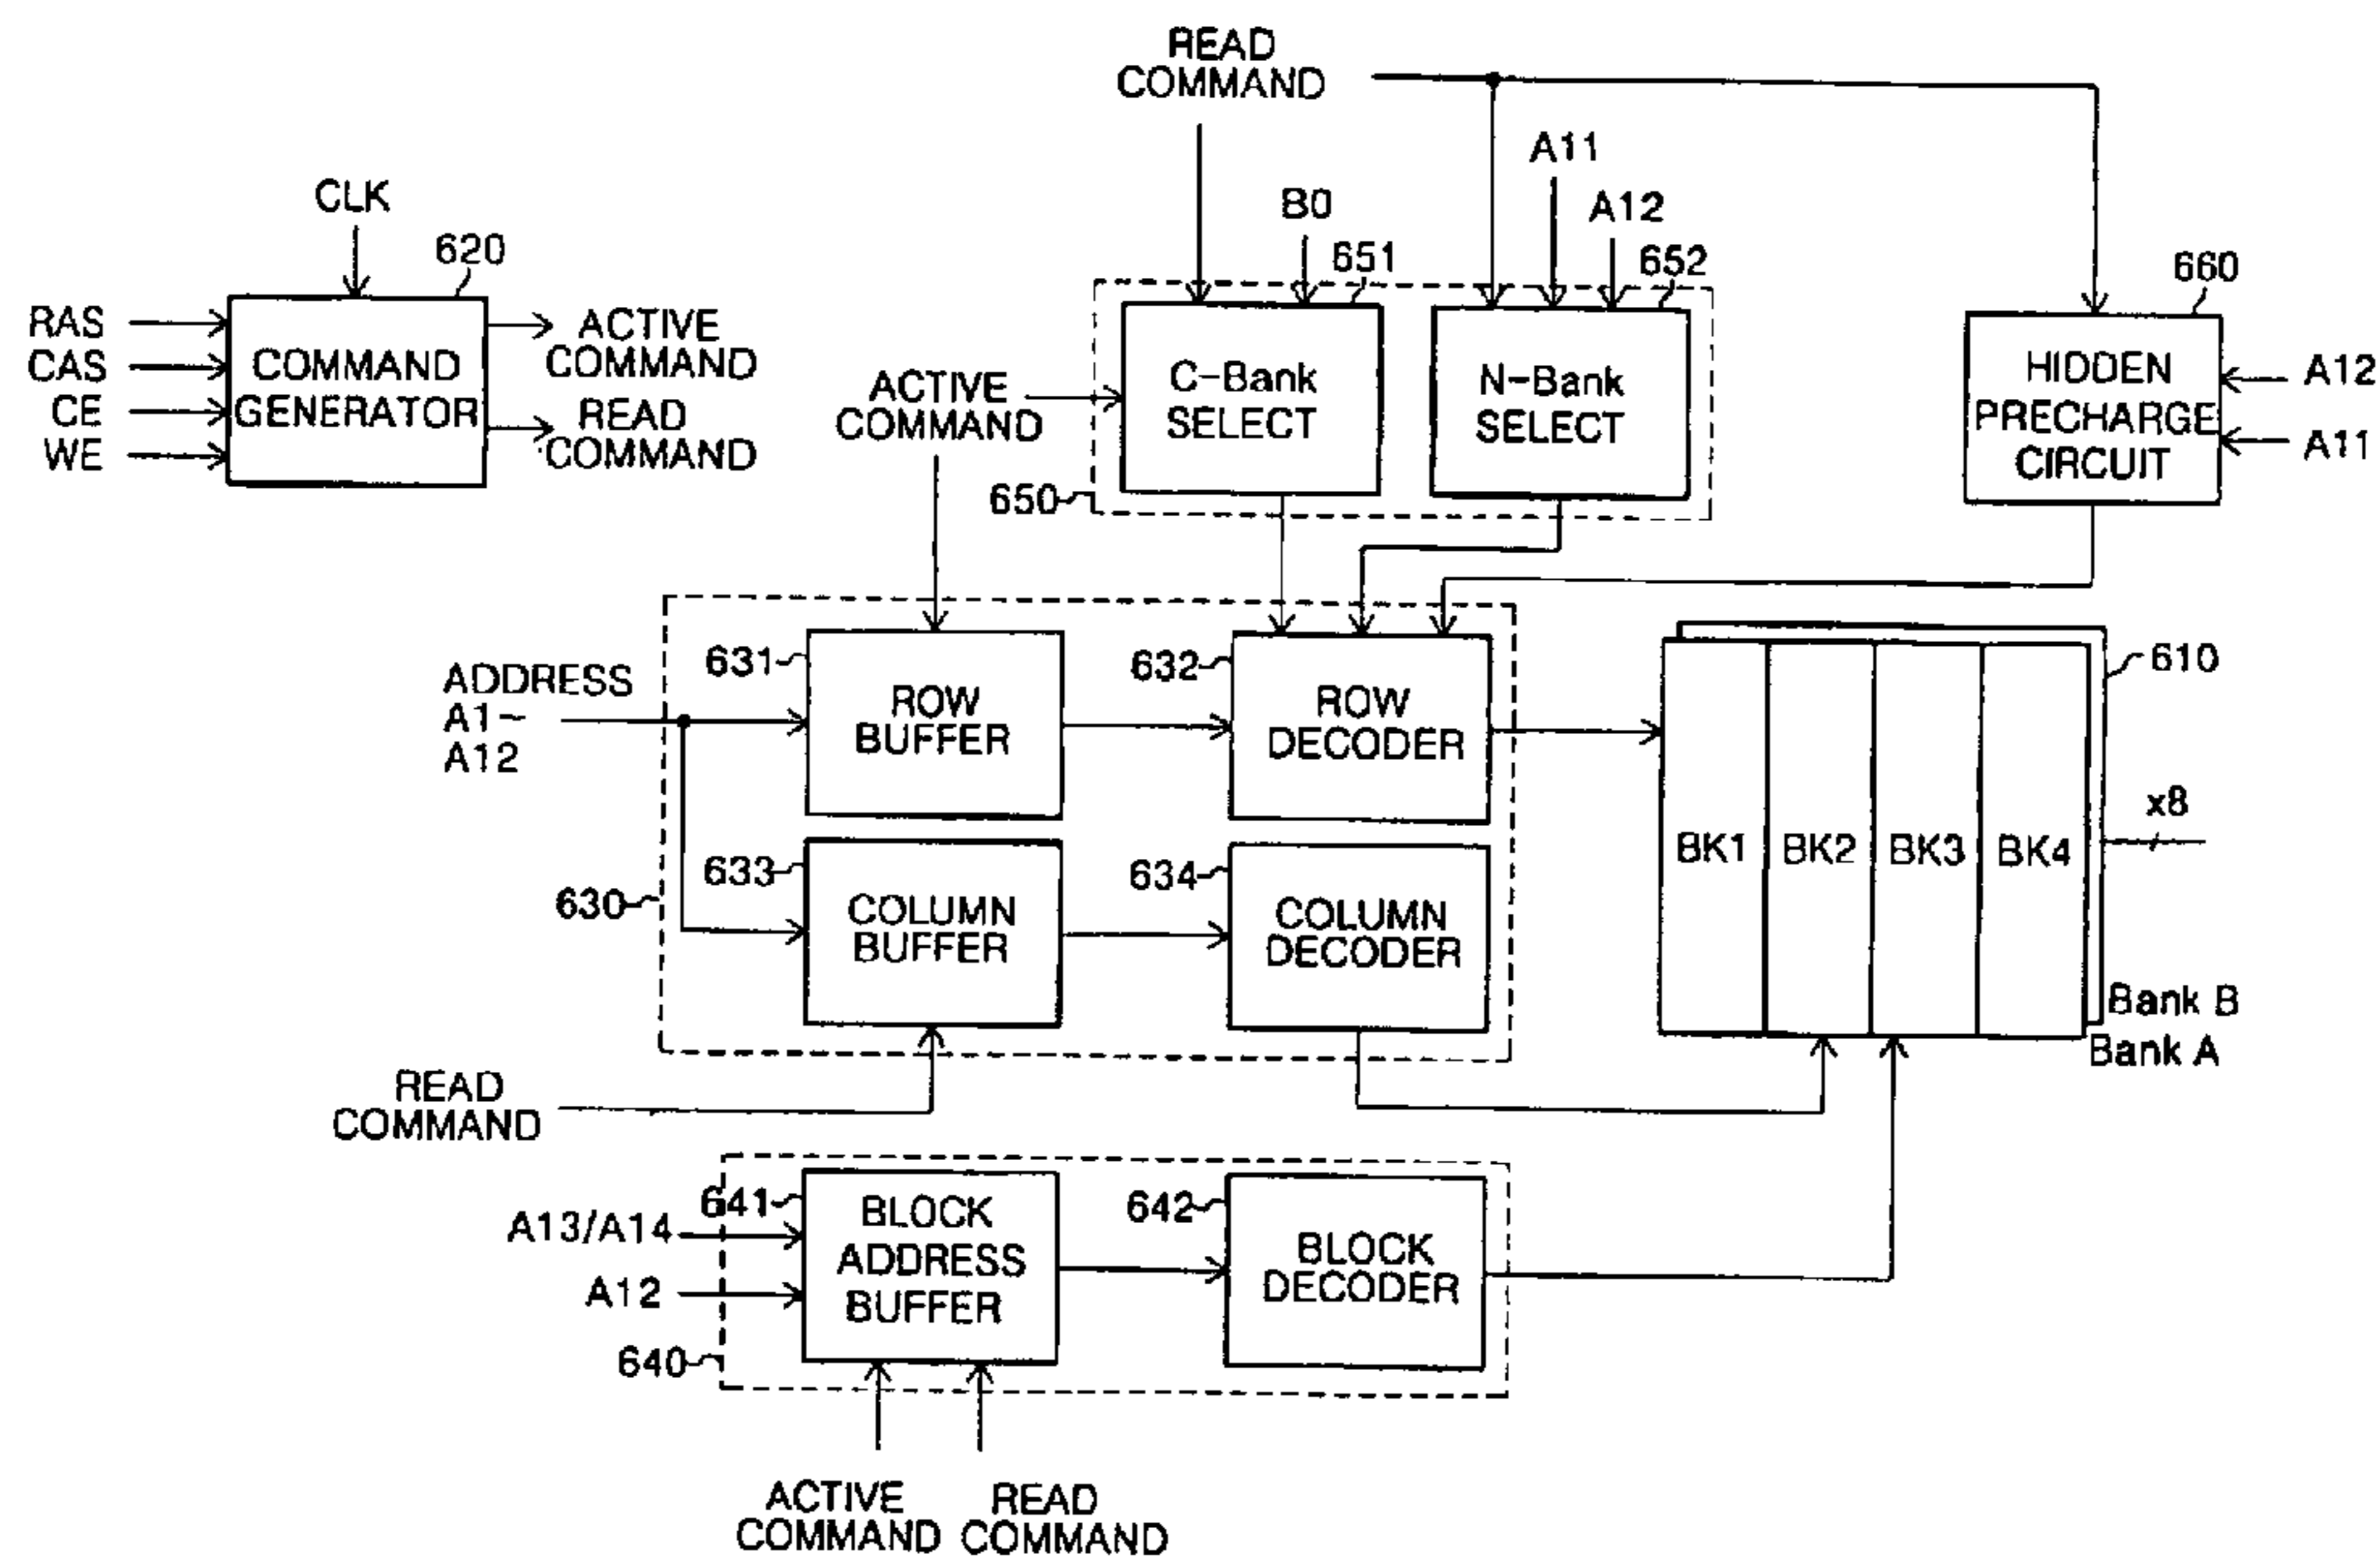 READ
COMMAND
A11
CLK
B0
A12
620
651
652
660
RAS
CAS
CE
WE
COMMAND
GENERATOR
ACTIVE
COMMAND
READ
COMMAND
ACTIVE
COMMAND
C-Bank
SELECT
N-Bank
SELECT
HIDDEN
PRECHARGE
CIRCUIT
A12
A11
650
631
632
610
ADDRESS
A1~
A12
ROW
BUFFER
ROW
DECODER
x8
BK1
BK2
BK3
BK4
633
634
630
COLUMN
BUFFER
COLUMN
DECODER
Bank B
Bank A
READ
COMMAND
641
642
A13/A14
A12
BLOCK
ADDRESS
BUFFER
BLOCK
DECODER
640
ACTIVE
COMMAND
READ
COMMAND